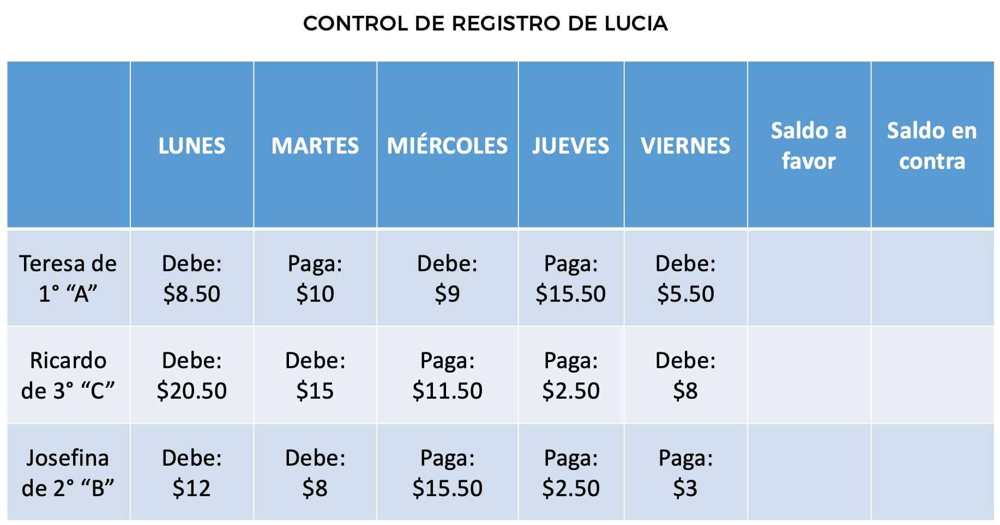 CONTROL DE REGISTRO DE LUCIA
LUNES
MARTES
MIÉRCOLES
JUEVES
VIERNES
Saldo a
favor
Saldo en
contra
Teresa de
1° “A”
Debe:
$8.50
Paga:
$10
Debe:
$9
Paga:
$15.50
Debe:
$5.50
Ricardo
de 3° “C”
Debe:
$20.50
Debe:
$15
Paga:
$11.50
Paga:
$2.50
Debe:
$8
Josefina
de 2° “B”
Debe:
$12
Debe:
$8
Paga:
$15.50
Paga:
$2.50
Paga:
$3